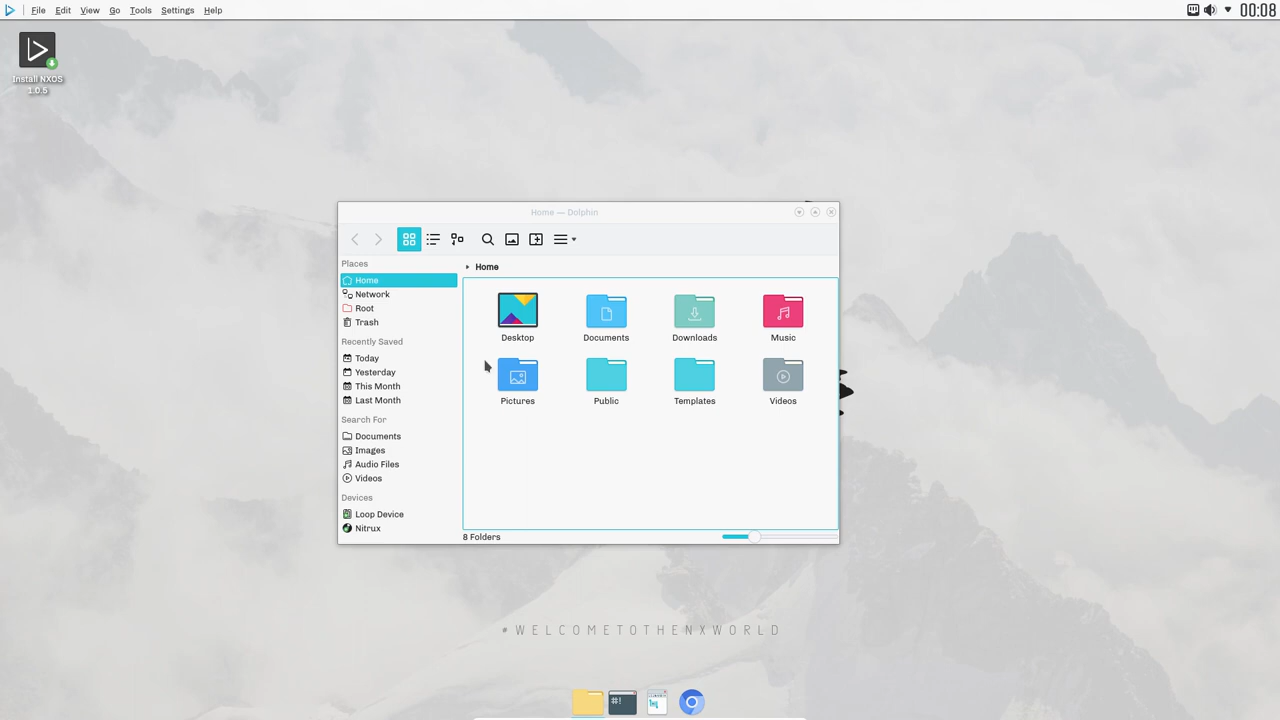 File Edit View Go Tools Settings Help
00:08
Install NXOS
1.0.5
Home — Dolphin
Places
Home
Network
Root
Trash
Recently Saved
Today
Yesterday
This Month
Last Month
Search For
Documents
Images
Audio Files
Videos
Devices
Loop Device
Nitrux
Home
Desktop Documents Downloads Music
Pictures Public Templates Videos
8 Folders
#WELCOMETOTHENXWORLD
#!